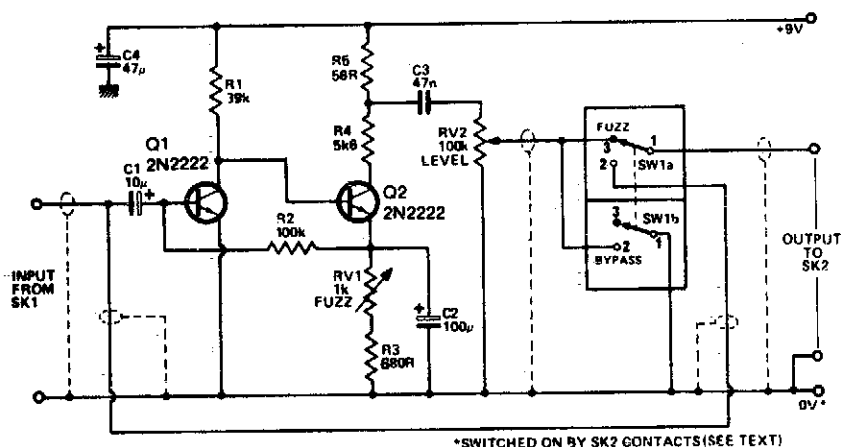 +9V
+
C4
47μ
R1
39k
R5
56R
C3
47n
R4
5k6
RV2
100k
LEVEL
FUZZ
3
1
2
SW1a
Q1
2N2222
C1
10μ
+
Q2
2N2222
R2
100k
3
SW1b
1
2
BYPASS
INPUT
FROM
SK1
RV1
1k
FUZZ
+
C2
100μ
R3
680R
OUTPUT
TO
SK2
0V*
*SWITCHED ON BY SK2 CONTACTS (SEE TEXT)